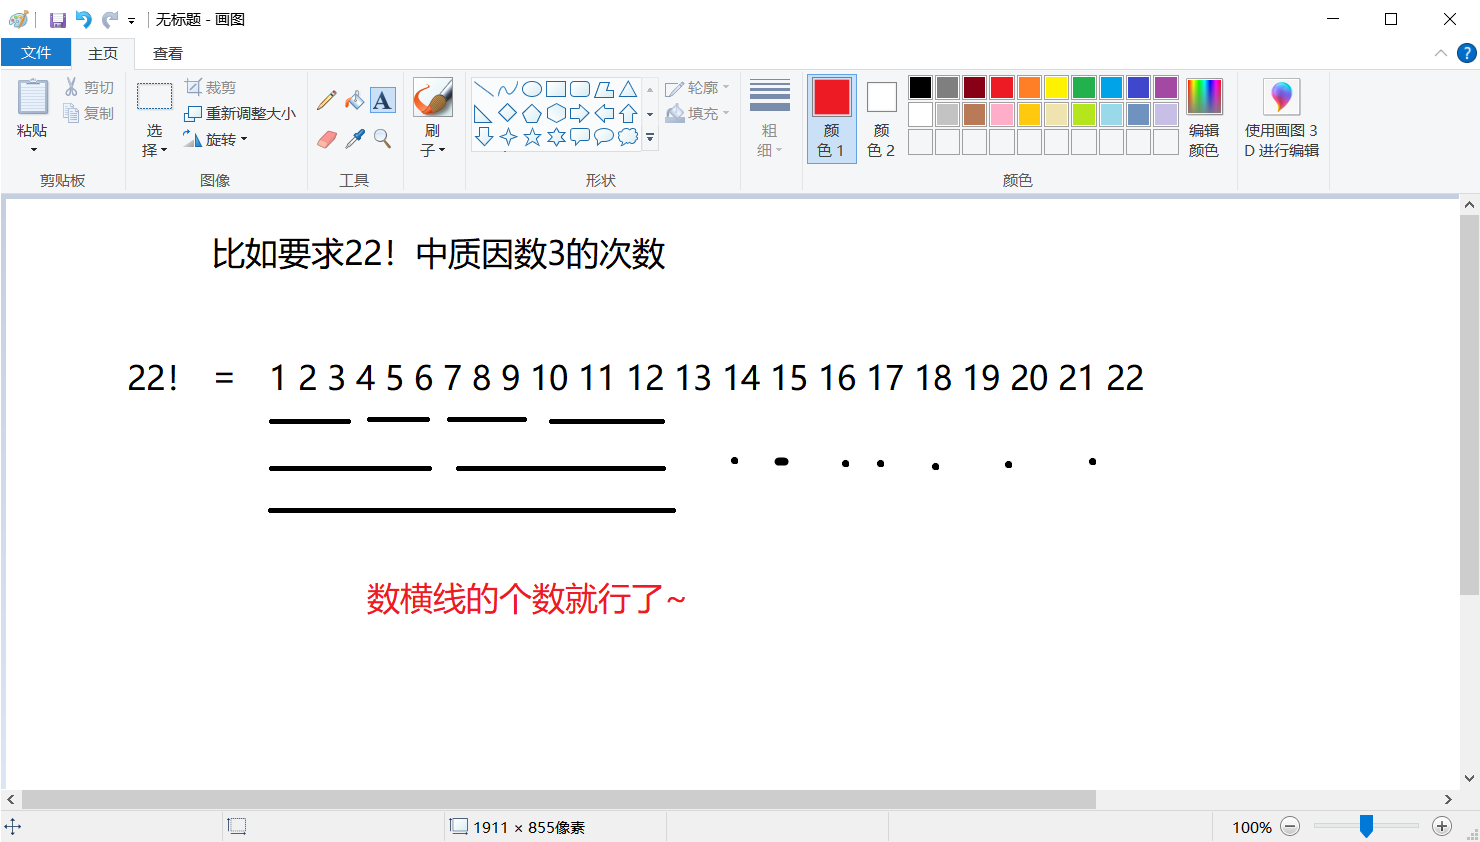 无标题 - 画图
文件 主页 查看
粘贴
剪切
复制
剪贴板
选择
裁剪
重新调整大小
旋转
图像
A
工具
刷子
轮廓
填充
形状
粗细
颜色 1
颜色 2
编辑颜色
颜色
使用画图 3D 进行编辑
比如要求22！中质因数3的次数
22！ = 1 2 3 4 5 6 7 8 9 10 11 12 13 14 15 16 17 18 19 20 21 22
数横线的个数就行了~
1911 × 855像素
100%